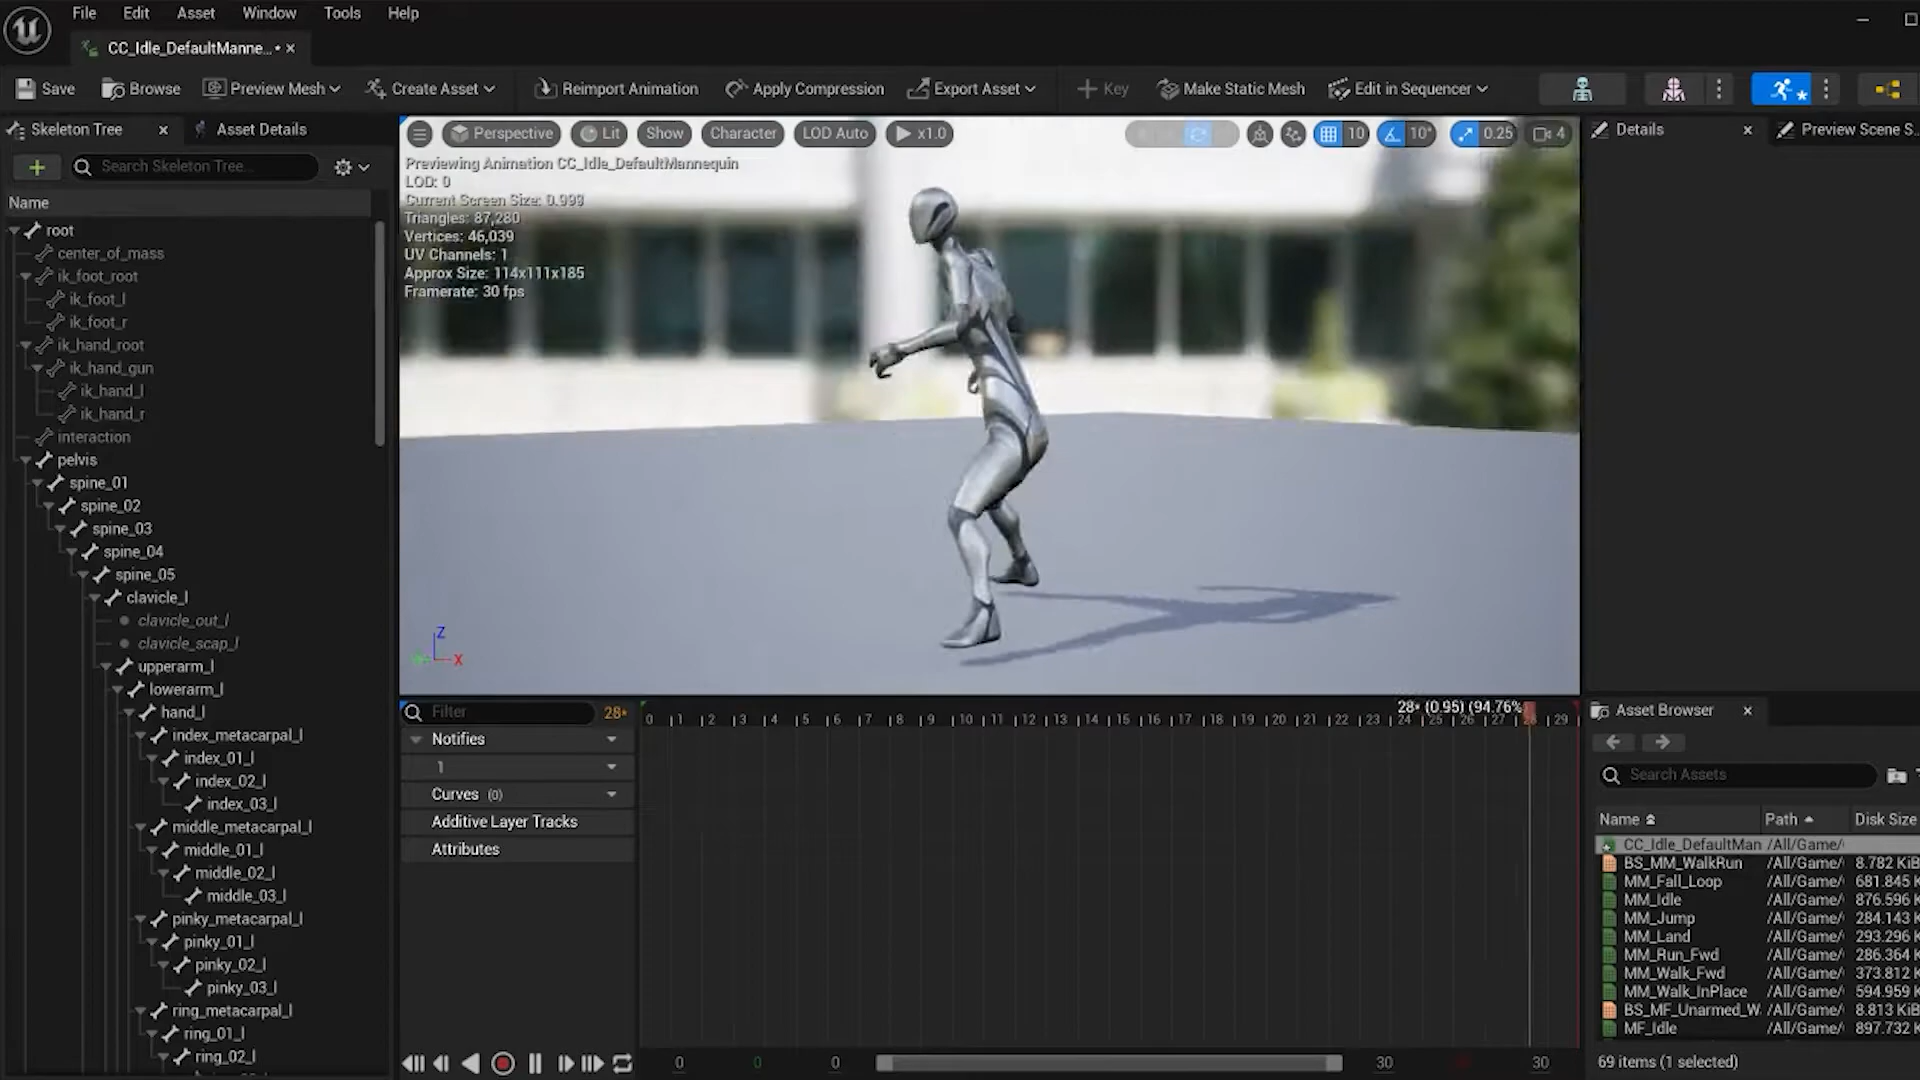 File Edit Asset Window Tools Help
CC_Idle_DefaultManne...
Save Browse Preview Mesh Create Asset Reimport Animation Apply Compression Export Asset Key Make Static Mesh Edit in Sequencer
Skeleton Tree Asset Details
Search Skeleton Tree...
Name
root
center_of_mass
ik_foot_root
ik_foot_l
ik_foot_r
ik_hand_root
ik_hand_gun
ik_hand_l
ik_hand_r
interaction
pelvis
spine_01
spine_02
spine_03
spine_04
spine_05
clavicle_l
clavicle_out_l
clavicle_scap_l
upperarm_l
lowerarm_l
hand_l
index_metacarpal_l
index_01_l
index_02_l
index_03_l
middle_metacarpal_l
middle_01_l
middle_02_l
middle_03_l
pinky_metacarpal_l
pinky_01_l
pinky_02_l
pinky_03_l
ring_metacarpal_l
ring_01_l
ring_02_l
Perspective Lit Show Character LOD Auto x1.0 10 10° 0.25 4
Previewing Animation CC_Idle_DefaultMannequin
LOD: 0
Current Screen Size: 0.999
Triangles: 87,280
Vertices: 46,039
UV Channels: 1
Approx Size: 114x111x185
Framerate: 30 fps
Z
X
Filter 28*
28* (0.95) (94.76%
0 1 2 3 4 5 6 7 8 9 10 11 12 13 14 15 16 17 18 19 20 21 22 23 24 25 26 27 28 29
Notifies
1
Curves (0)
Additive Layer Tracks
Attributes
0 0 0 30 30
Details Preview Scene S...
Asset Browser
Search Assets
Name Path Disk Size
CC_Idle_DefaultMan /All/Game/
BS_MM_WalkRun /All/Game/ 8.782 KiB
MM_Fall_Loop /All/Game/ 681.845 K
MM_Idle /All/Game/ 876.596 K
MM_Jump /All/Game/ 284.143 K
MM_Land /All/Game/ 293.296 K
MM_Run_Fwd /All/Game/ 286.364 K
MM_Walk_Fwd /All/Game/ 373.812 K
MM_Walk_InPlace /All/Game/ 594.959 K
BS_MF_Unarmed_W /All/Game/ 8.813 KiB
MF_Idle /All/Game/ 897.732 K
69 items (1 selected)